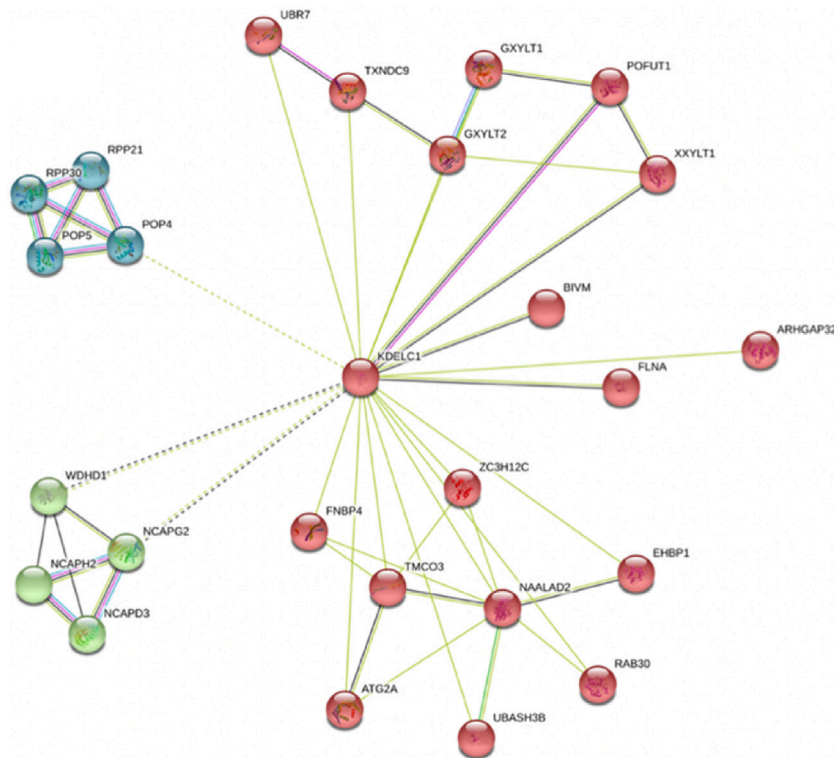 UBR7
GXYLT1
TXNDC9
POFUT1
GXYLT2
RPP21
XXYLT1
RPP30
POP4
POP5
BIVM
ARHGAP32
KDELC1
FLNA
WDHD1
ZC3H12C
FNBP4
NCAPG2
EHBP1
NCAPH2
TMCO3
NAALAD2
NCAPD3
RAB30
ATG2A
UBASH3B